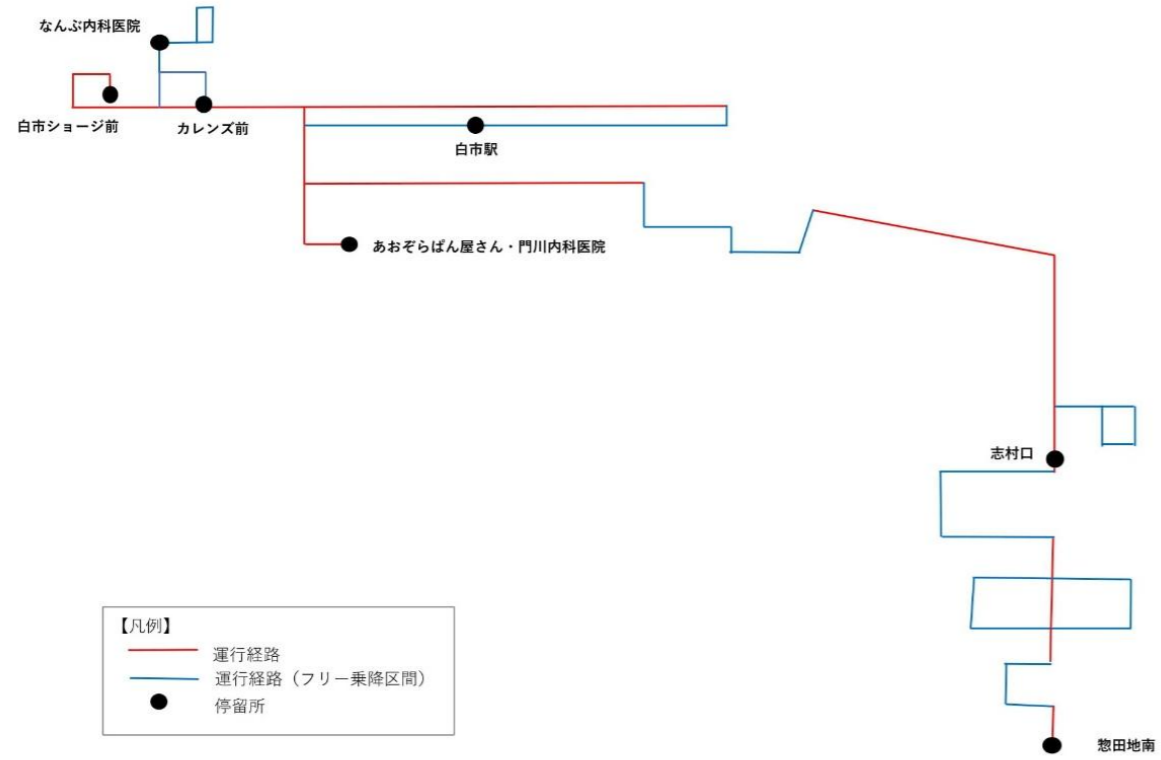 なんぶ内科医院
白市ショージ前
カレンズ前
白市駅
あおぞらぱん屋さん・門川内科医院
志村口
【凡例】
運行経路
運行経路（フリー乗降区間）
停留所
惣田地南